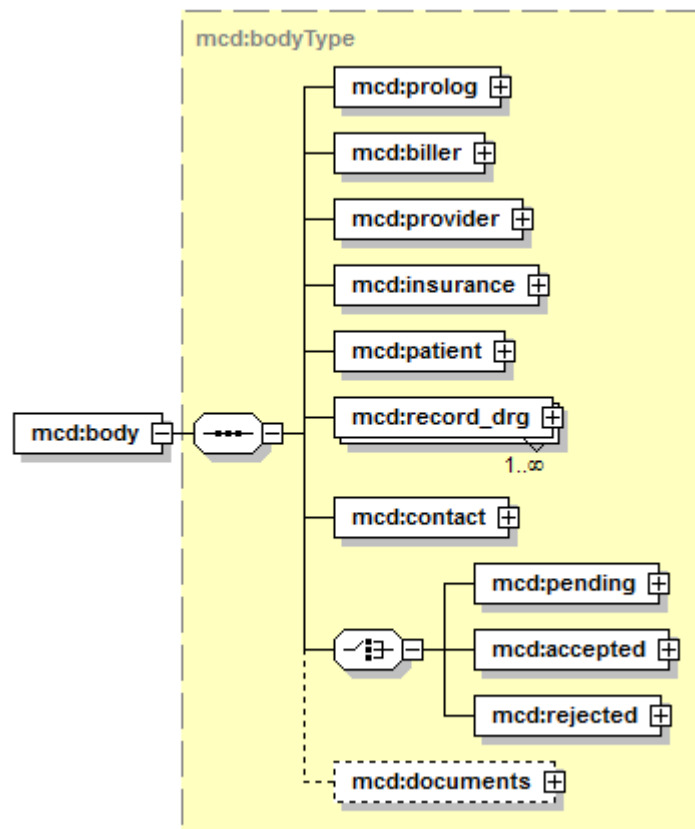 mcd:bodyType
mcd:prolog
mcd:biller
mcd:provider
mcd:insurance
mcd:patient
mcd:body
mcd:record_drg
1..∞
mcd:contact
mcd:pending
mcd:accepted
mcd:rejected
mcd:documents